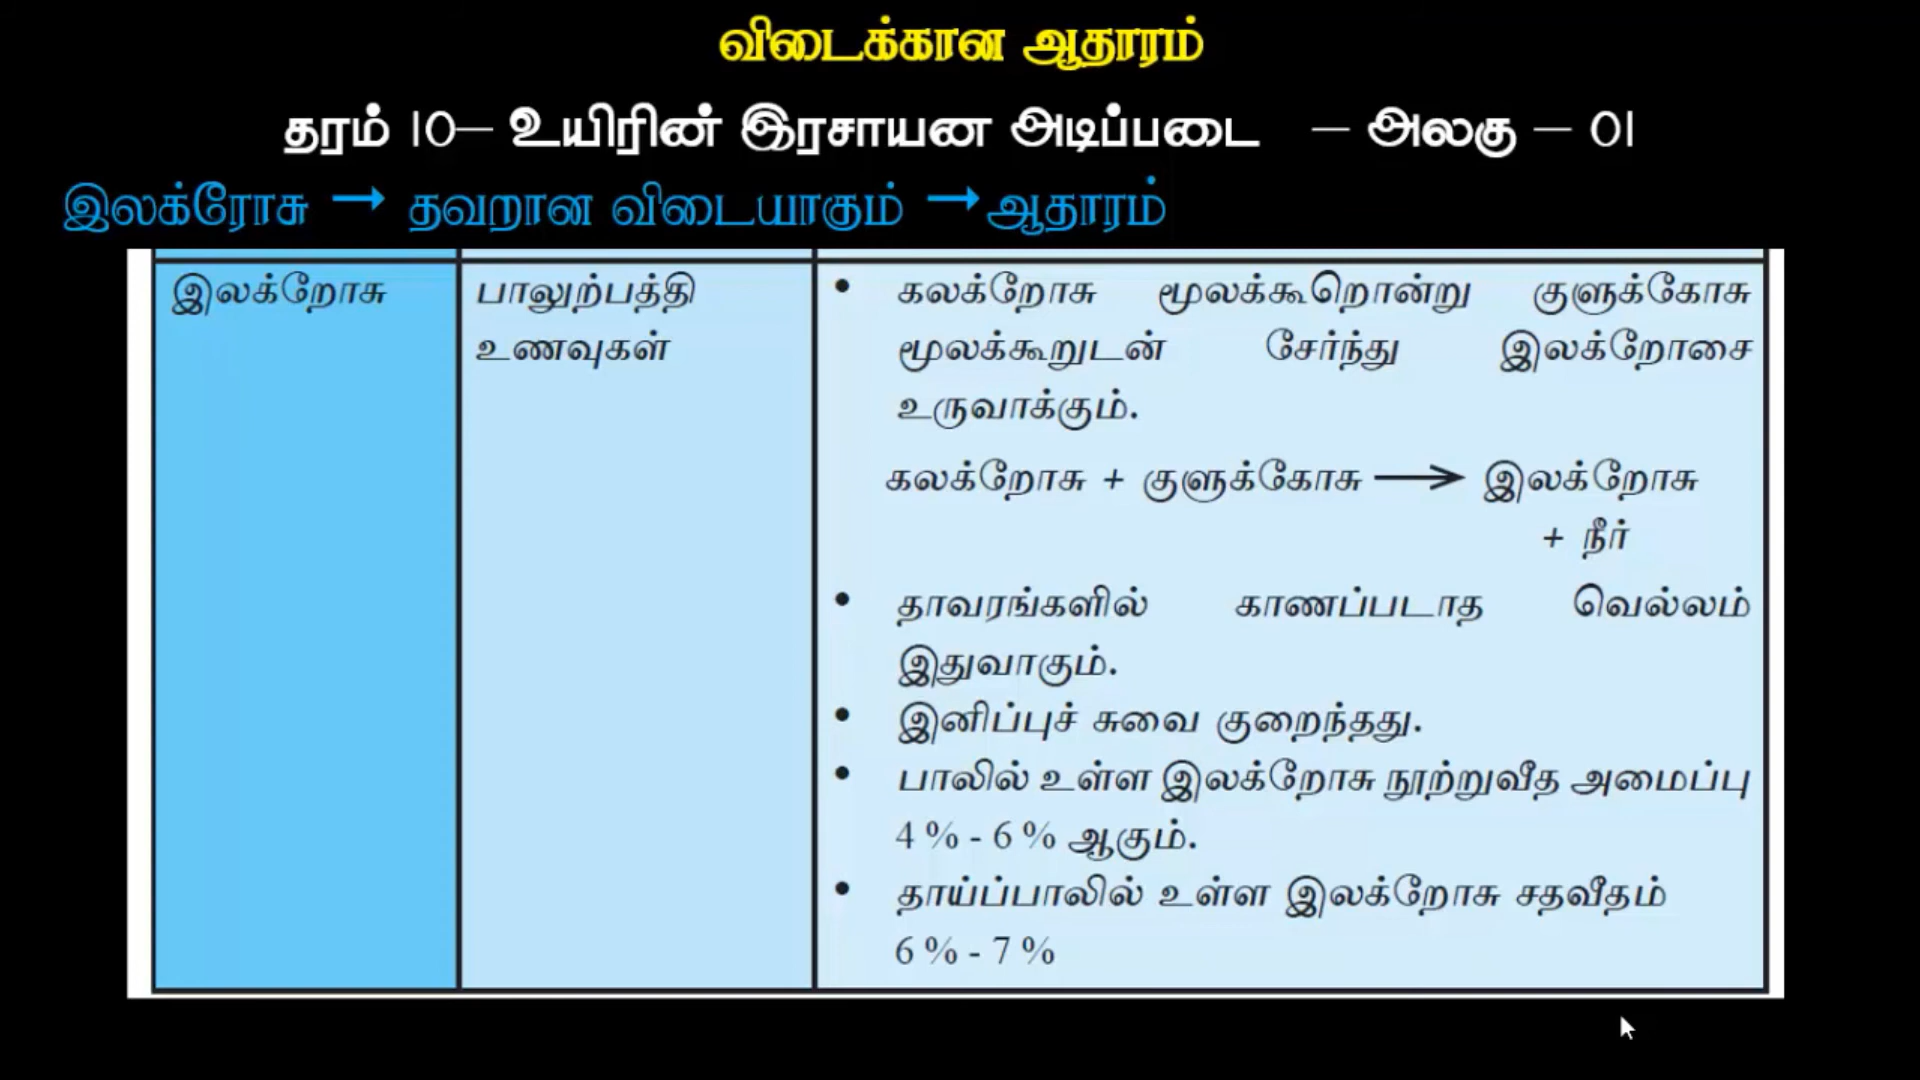 விடைக்கான ஆதாரம்
தரம் 10– உயிரின் இரசாயன அடிப்படை – அலகு – 01
இலக்ரோசு → தவறான விடையாகும் →ஆதாரம்
இலக்றோசு
பாலுற்பத்தி
உணவுகள்
• கலக்றோசு மூலக்கூறொன்று குளுக்கோசு
மூலக்கூறுடன் சேர்ந்து இலக்றோசை
உருவாக்கும்.
கலக்றோசு + குளுக்கோசு ⟶ இலக்றோசு
+ நீர்
• தாவரங்களில் காணப்படாத வெல்லம்
இதுவாகும்.
• இனிப்புச் சுவை குறைந்தது.
• பாலில் உள்ள இலக்றோசு நூற்றுவீத அமைப்பு
4 % - 6 % ஆகும்.
• தாய்ப்பாலில் உள்ள இலக்றோசு சதவீதம்
6 % - 7 %